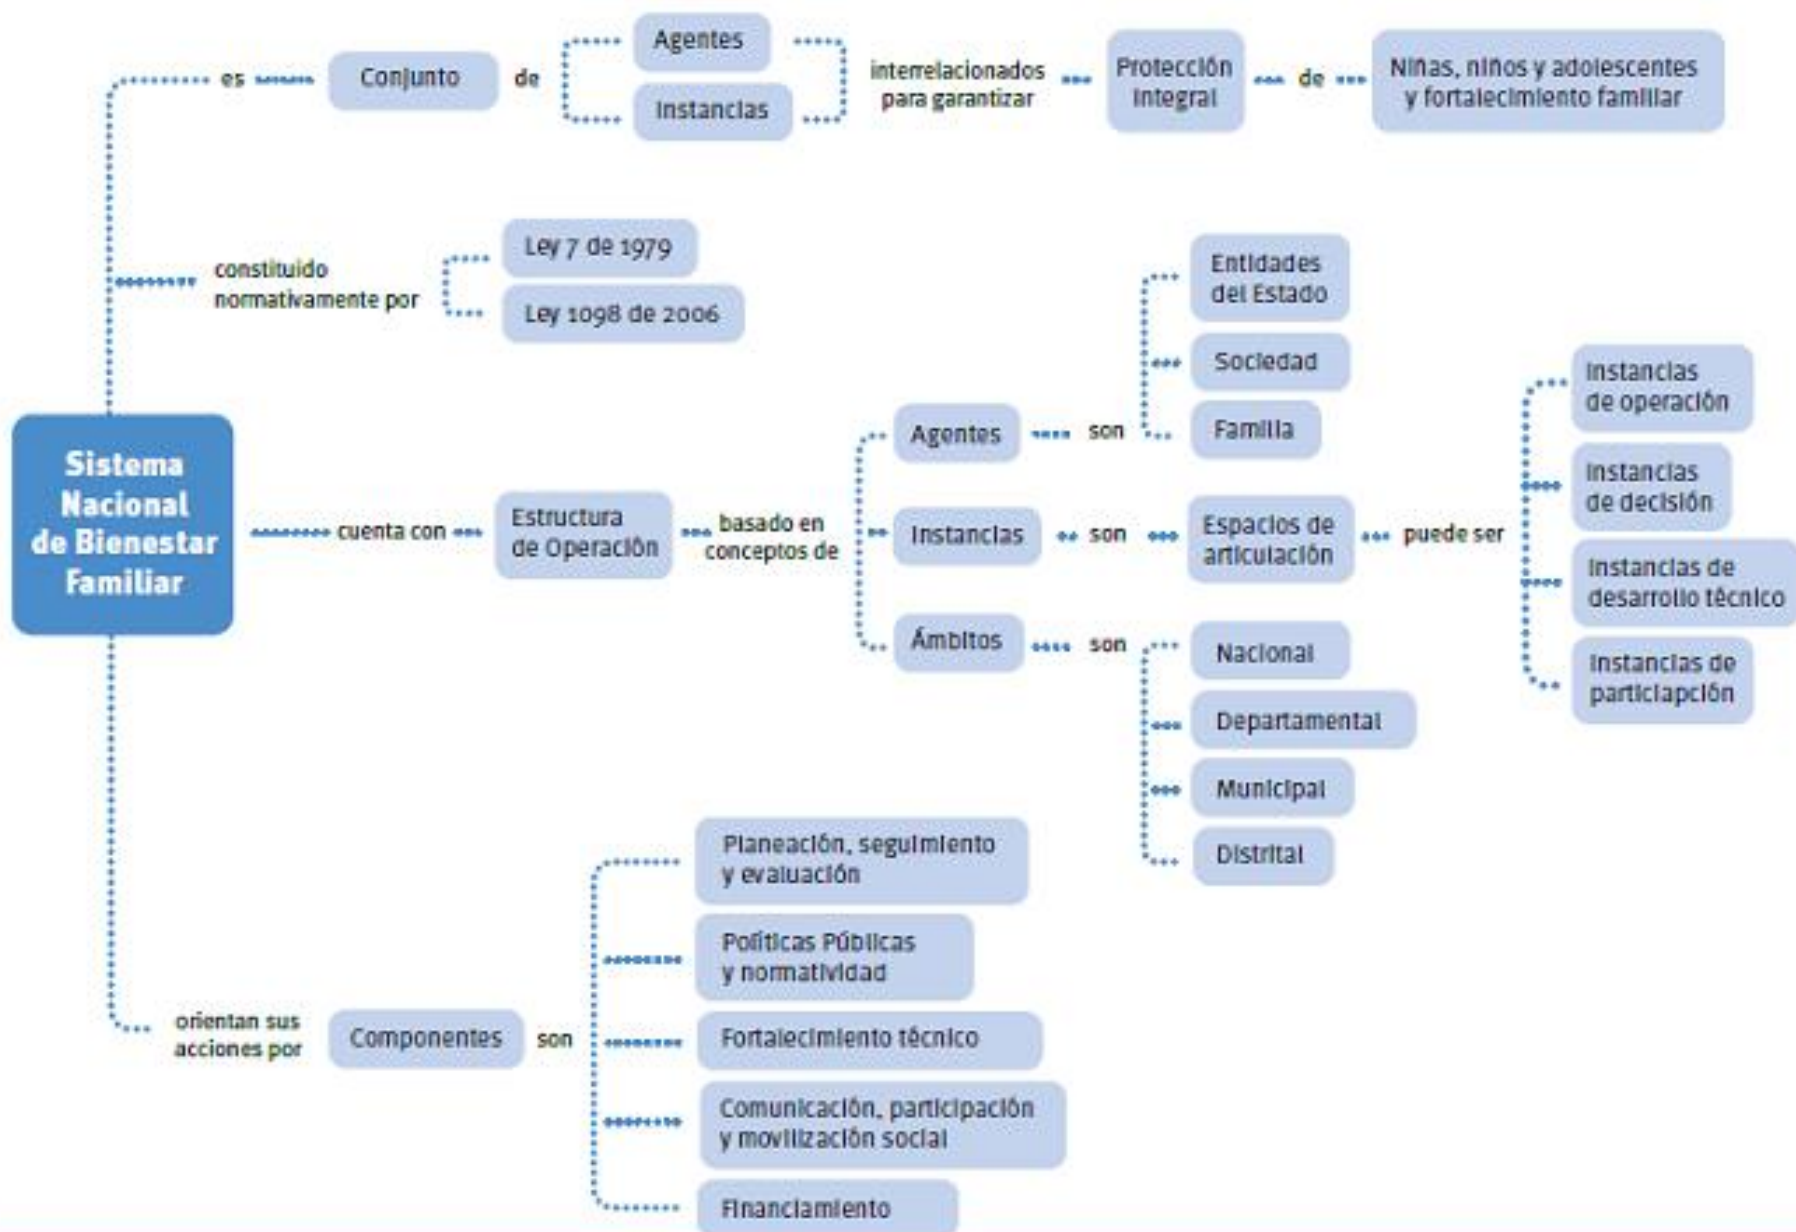 Sistema
Nacional
de Bienestar
Familiar
es
Conjunto
de
Agentes
Instancias
interrelacionados
para garantizar
Protección
Integral
de
Niñas, niños y adolescentes
y fortalecimiento familiar
constituido
normativamente por
Ley 7 de 1979
Ley 1098 de 2006
cuenta con
Estructura
de Operación
basado en
conceptos de
Agentes
son
Entidades
del Estado
Sociedad
Familia
Instancias
son
Espacios de
articulación
puede ser
Instancias
de operación
Instancias
de decisión
Instancias de
desarrollo técnico
Instancias de
particiapción
Ámbitos
son
Nacional
Departamental
Municipal
Distrital
orientan sus
acciones por
Componentes
son
Planeación, seguimiento
y evaluación
Políticas Públicas
y normatividad
Fortalecimiento técnico
Comunicación, participación
y movilización social
Financiamiento